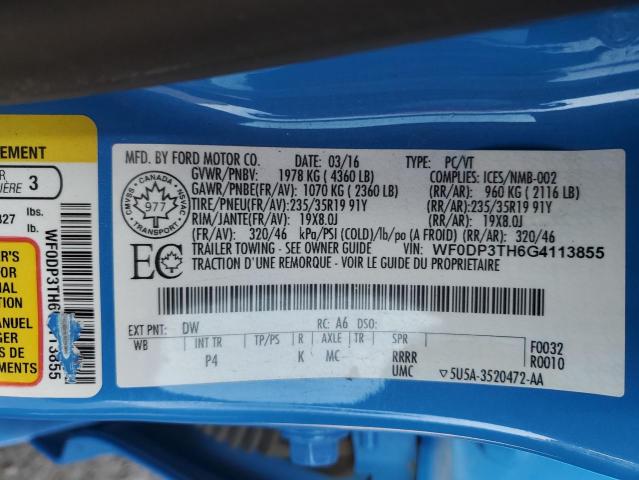 EMENT
3
IÈRE
327 lbs.
lb.
WF0DP3TH6
13855
MFD. BY FORD MOTOR CO. DATE: 03/16 TYPE: PC/VT
GVWR/PNBV: 1978 KG ( 4360 LB) COMPLIES: ICES/NMB-002
GAWR/PNBE(FR/AV): 1070 KG ( 2360 LB) (RR/AR): 960 KG ( 2116 LB)
TIRE/PNEU(FR/AV):235/35R19 91Y (RR/AR):235/35R19 91Y
RIM/JANTE(FR/AV): 19X8.0J (RR/AR): 19X8.0J
(FR/AV): 320/46 kPa/PSI (COLD)/lb/po (A FROID) (RR/AR): 320/46
TRAILER TOWING - SEE OWNER GUIDE VIN: WF0DP3TH6G4113855
TRACTION D'UNE REMORQUE - VOIR GUIDE DU PROPRIETAIRE
CMVSS NSVAC
977
TRANSPORT
EC
EXT PNT: DW RC: A6 DSO:
WB INT TR TP/PS R AXLE TR SPR F0032
P4 K MC RRRR R0010
UMC 5U5A-3520472-AA